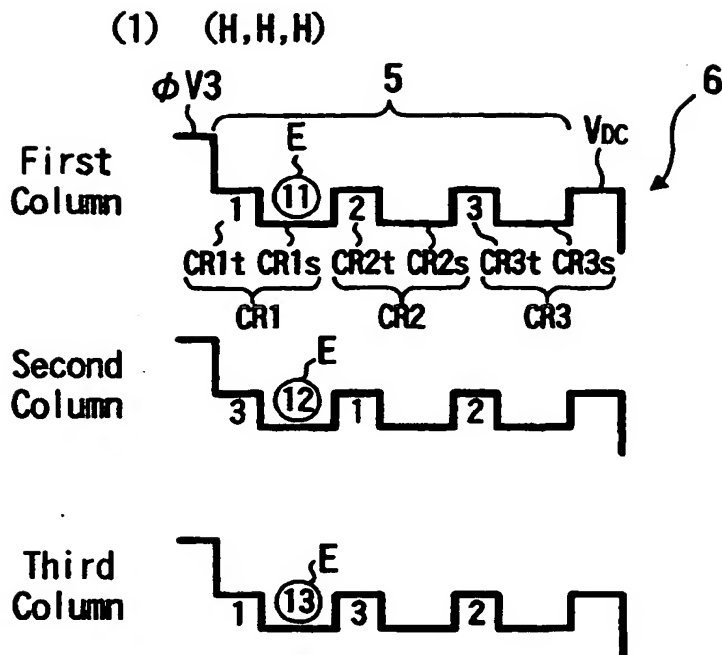 (1) (H,H,H)
φV3 5 6
E VDC
First Column
11
1 2 3
CR1t CR1s CR2t CR2s CR3t CR3s
CR1 CR2 CR3
Second Column
E
12
3 1 2
Third Column
E
13
1 3 2